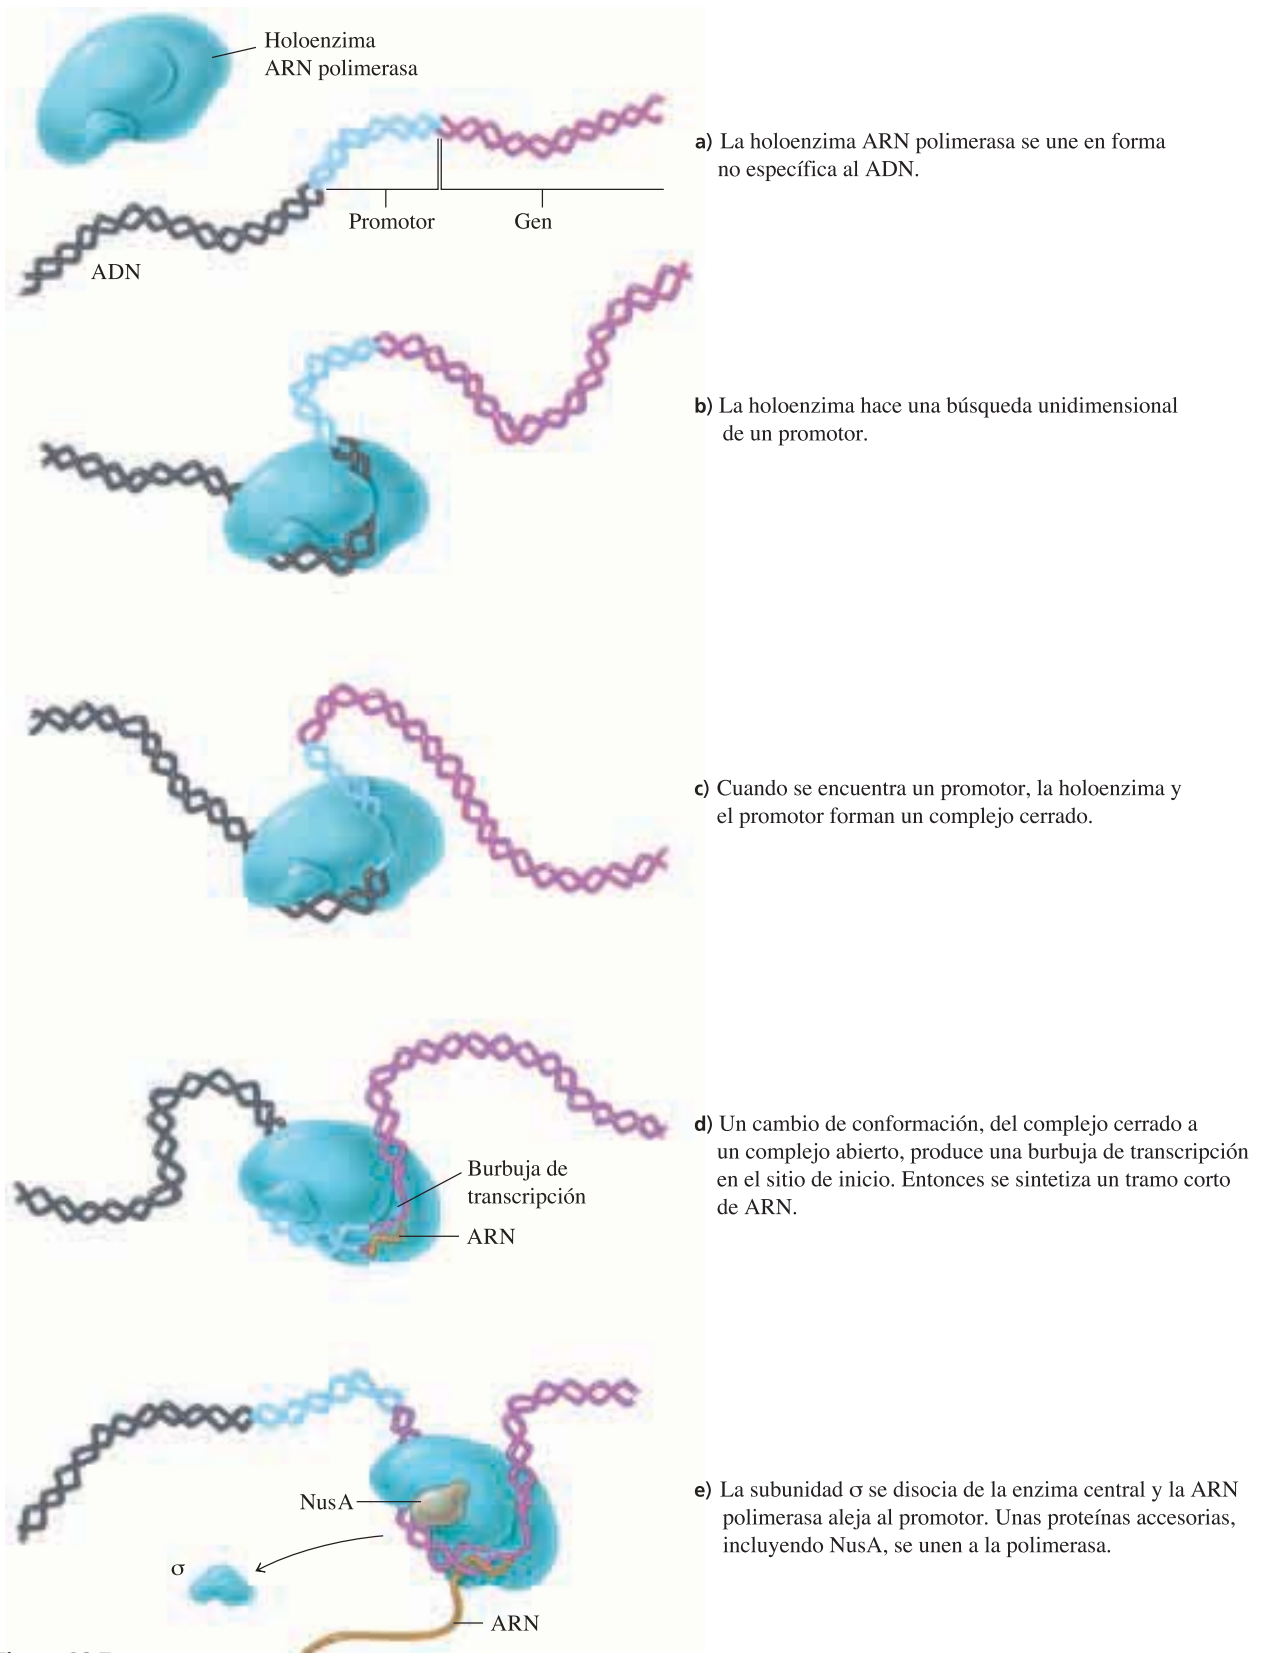 Holoenzima
ARN polimerasa
a) La holoenzima ARN polimerasa se une en forma
no específica al ADN.
Promotor
Gen
ADN
b) La holoenzima hace una búsqueda unidimensional
de un promotor.
c) Cuando se encuentra un promotor, la holoenzima y
el promotor forman un complejo cerrado.
d) Un cambio de conformación, del complejo cerrado a
un complejo abierto, produce una burbuja de transcripción
en el sitio de inicio. Entonces se sintetiza un tramo corto
de ARN.
Burbuja de
transcripción
ARN
e) La subunidad σ se disocia de la enzima central y la ARN
polimerasa aleja al promotor. Unas proteínas accesorias,
incluyendo NusA, se unen a la polimerasa.
NusA
σ
ARN